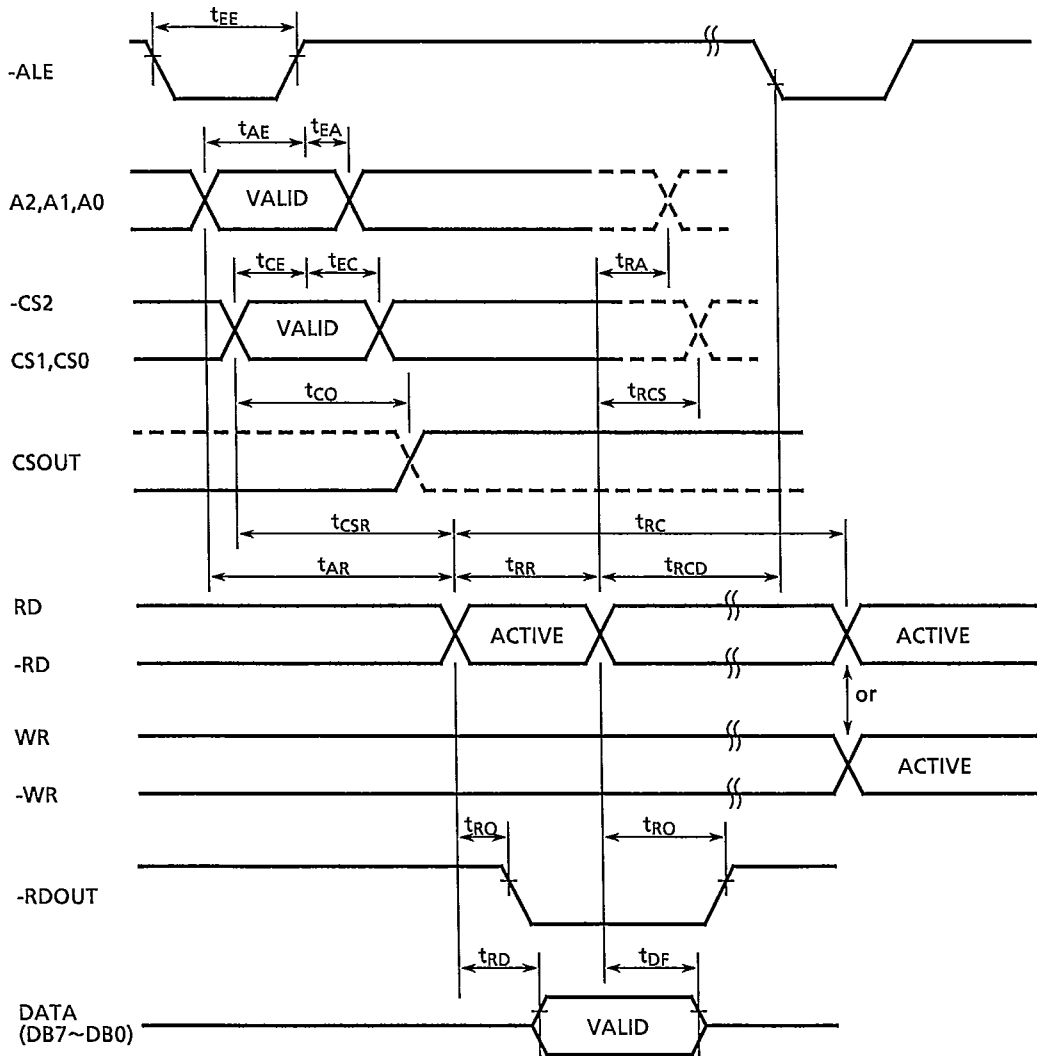 tEE
-ALE
tAE
tEA
A2,A1,A0
VALID
tCE
tEC
tRA
-CS2
VALID
CS1,CS0
tCO
tRCS
CSOUT
tCSR
tRC
tAR
tRR
tRCD
RD
ACTIVE
ACTIVE
-RD
or
WR
ACTIVE
-WR
tRO
tRO
-RDOUT
tRD
tDF
DATA
(DB7~DB0)
VALID